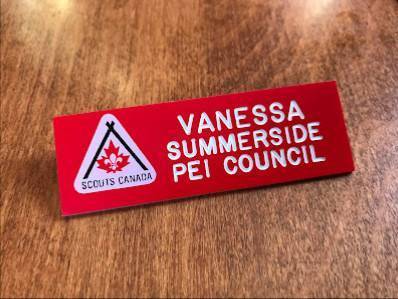 VANESSA
SUMMERSIDE
PEI COUNCIL
SCOUTS CANADA